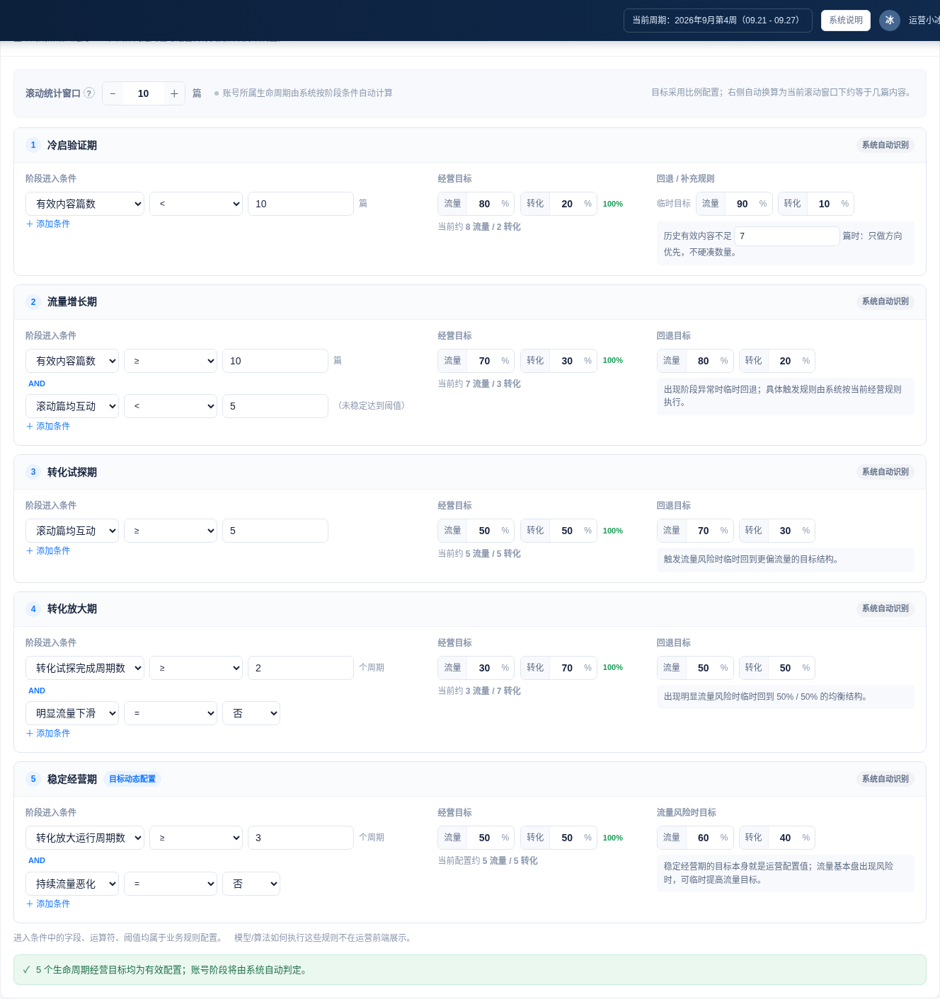 当前周期：2026年9月第4周（09.21 - 09.27） 系统说明 冰 运营小冰
滚动统计窗口 ? − 10 ＋ 篇 账号所属生命周期由系统按阶段条件自动计算 目标采用比例配置；右侧自动换算为当前滚动窗口下约等于几篇内容。
1 冷启验证期 系统自动识别
阶段进入条件 经营目标 回退 / 补充规则
有效内容篇数 < 10 篇 流量 80 % 转化 20 % 100% 临时目标 流量 90 % 转化 10 %
＋ 添加条件 当前约 8 流量 / 2 转化
历史有效内容不足 7 篇时：只做方向
优先，不硬凑数量。
2 流量增长期 系统自动识别
阶段进入条件 经营目标 回退目标
有效内容篇数 ≥ 10 篇 流量 70 % 转化 30 % 100% 流量 80 % 转化 20 %
AND 当前约 7 流量 / 3 转化 出现阶段异常时临时回退；具体触发规则由系统按当前经营规则
执行。
滚动篇均互动 < 5 （未稳定达到阈值）
＋ 添加条件
3 转化试探期 系统自动识别
阶段进入条件 经营目标 回退目标
滚动篇均互动 ≥ 5 流量 50 % 转化 50 % 100% 流量 70 % 转化 30 %
＋ 添加条件 当前约 5 流量 / 5 转化 触发流量风险时临时回到更偏流量的目标结构。
4 转化放大期 系统自动识别
阶段进入条件 经营目标 回退目标
转化试探完成周期数 ≥ 2 个周期 流量 30 % 转化 70 % 100% 流量 50 % 转化 50 %
AND 当前约 3 流量 / 7 转化 出现明显流量风险时临时回到 50% / 50% 的均衡结构。
明显流量下滑 = 否
＋ 添加条件
5 稳定经营期 目标动态配置 系统自动识别
阶段进入条件 经营目标 流量风险时目标
转化放大运行周期数 ≥ 3 个周期 流量 50 % 转化 50 % 100% 流量 60 % 转化 40 %
AND 当前配置约 5 流量 / 5 转化 稳定经营期的目标本身就是运营配置值；流量基本盘出现风险
时，可临时提高流量目标。
持续流量恶化 = 否
＋ 添加条件
进入条件中的字段、运算符、阈值均属于业务规则配置。 模型/算法如何执行这些规则不在运营前端展示。
✓ 5 个生命周期经营目标均为有效配置；账号阶段将由系统自动判定。